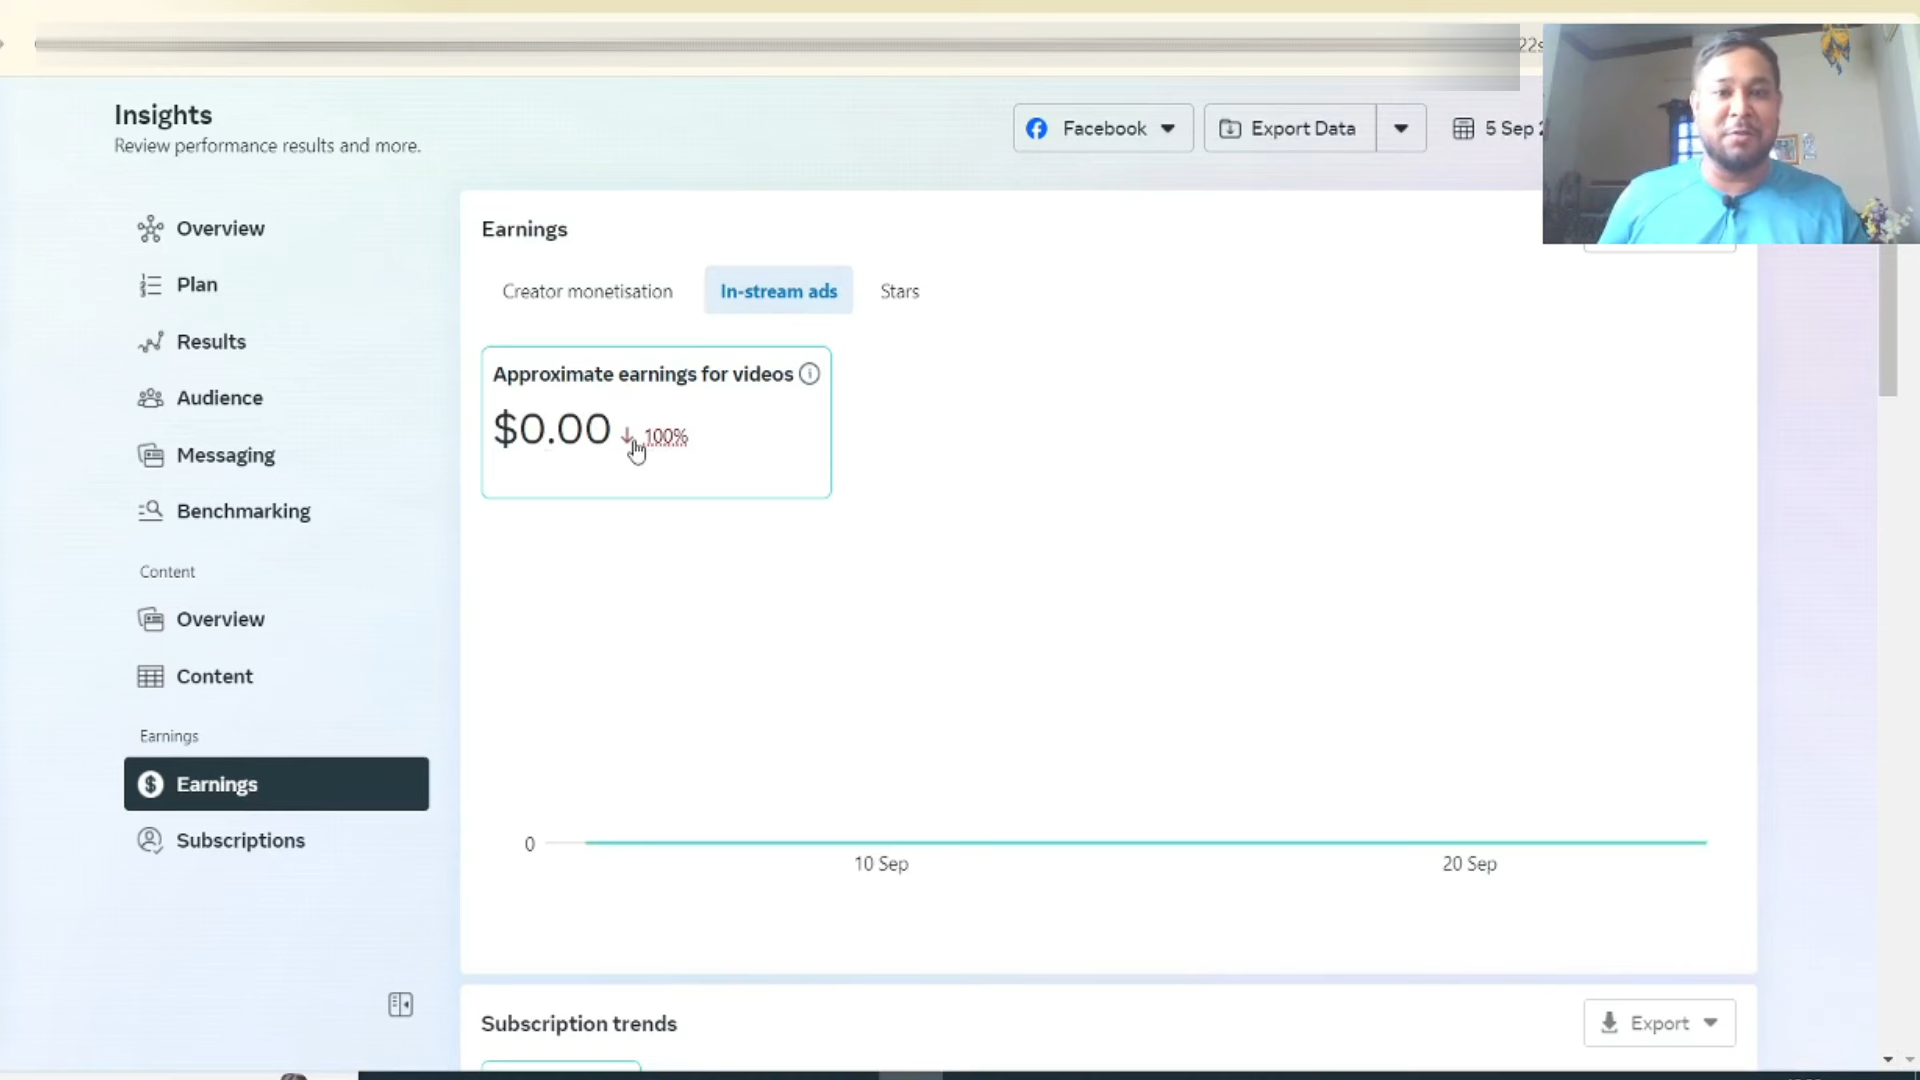 22s
Insights
Review performance results and more.
Facebook
Export Data
5 Sep
Overview
Plan
Results
Audience
Messaging
Benchmarking
Content
Overview
Content
Earnings
Earnings
Subscriptions
Earnings
Creator monetisation
In-stream ads
Stars
Approximate earnings for videos
$0.00 ↓ 100%
0
10 Sep
20 Sep
Subscription trends
Export